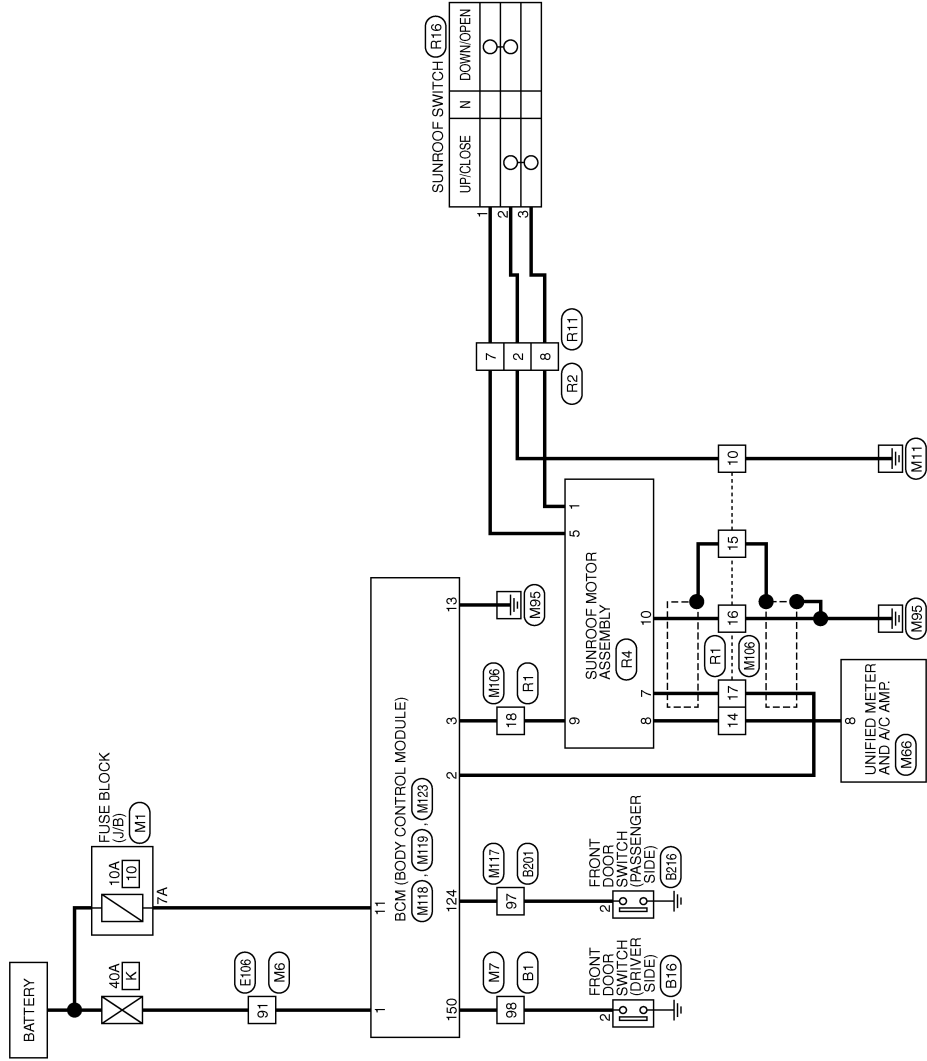 BATTERY
40A
K
10A
10
7A
FUSE BLOCK
(J/B)
M1
E106
M6
91
1
11
BCM (BODY CONTROL MODULE)
M118 , M119 , M123
150
124
2
3
13
M7
B1
98
M117
B201
97
M106
R1
18
M95
2
FRONT
DOOR
SWITCH
(DRIVER
SIDE)
B16
2
FRONT
DOOR
SWITCH
(PASSENGER
SIDE)
B216
9
5
1
SUNROOF MOTOR
ASSEMBLY
R4
8
7
10
R1
M106
14
17
16
15
10
8
UNIFIED METER
AND A/C AMP.
M66
M95
M11
7
2
8
R11
R2
1
2
3
SUNROOF SWITCH R16
UP/CLOSE
N
DOWN/OPEN